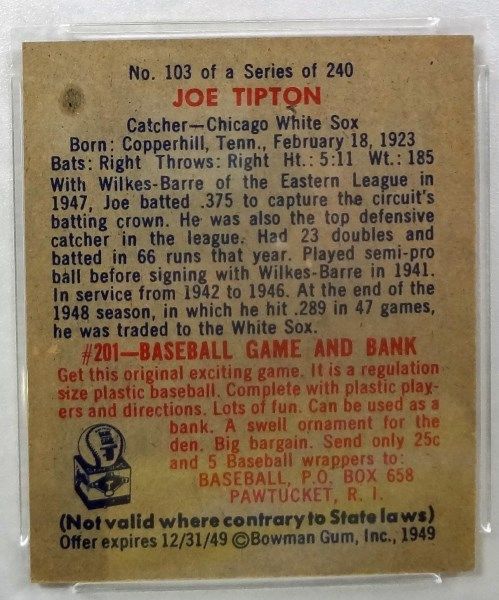 No. 103 of a Series of 240
JOE TIPTON
Catcher—Chicago White Sox
Born: Copperhill, Tenn., February 18, 1923
Bats: Right Throws: Right Ht.: 5:11 Wt.: 185
With Wilkes-Barre of the Eastern League in
1947, Joe batted .375 to capture the circuit's
batting crown. He was also the top defensive
catcher in the league. Had 23 doubles and
batted in 66 runs that year. Played semi-pro
ball before signing with Wilkes-Barre in 1941.
In service from 1942 to 1946. At the end of the
1948 season, in which he hit .289 in 47 games,
he was traded to the White Sox.
#201—BASEBALL GAME AND BANK
Get this original exciting game. It is a regulation
size plastic baseball. Complete with plastic play-
ers and directions. Lots of fun. Can be used as a
bank. A swell ornament for the
den. Big bargain. Send only 25c
and 5 Baseball wrappers to:
BASEBALL, P.O. BOX 658
PAWTUCKET, R. I.
(Not valid where contrary to State laws)
Offer expires 12/31/49 ©Bowman Gum, Inc., 1949